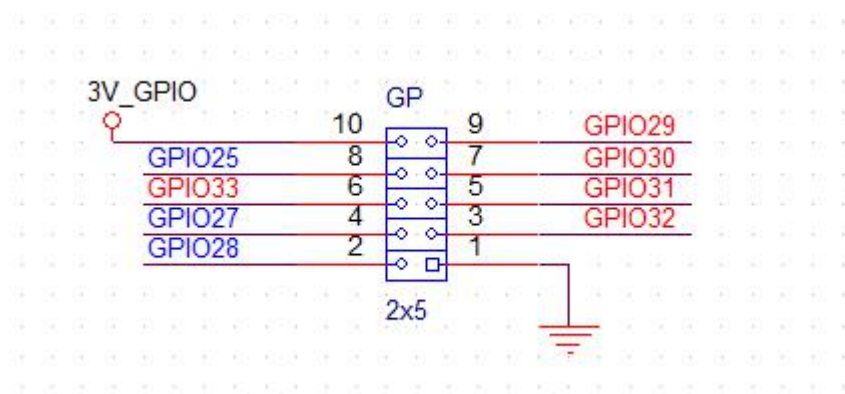 3V_GPIO
GP
10 9 GPIO29
GPIO25 8 7 GPIO30
GPIO33 6 5 GPIO31
GPIO27 4 3 GPIO32
GPIO28 2 1
2x5